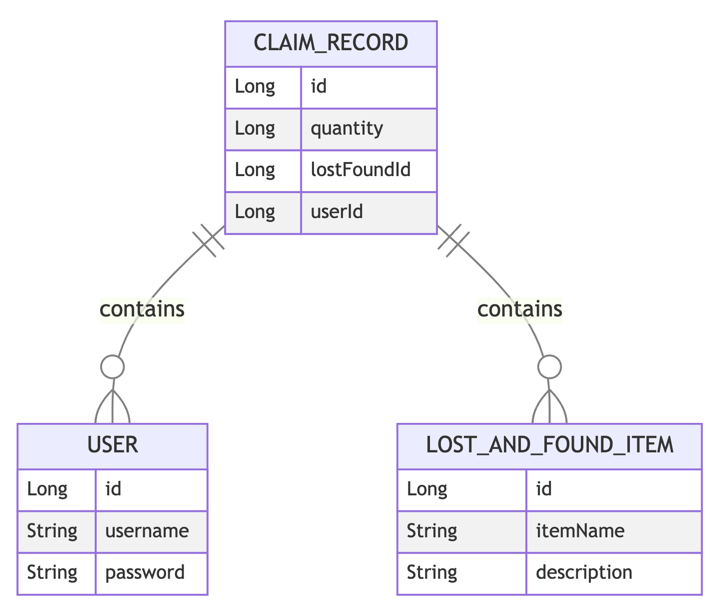 CLAIM_RECORD
Long id
Long quantity
Long lostFoundId
Long userId
contains contains
USER
Long id
String username
String password
LOST_AND_FOUND_ITEM
Long id
String itemName
String description